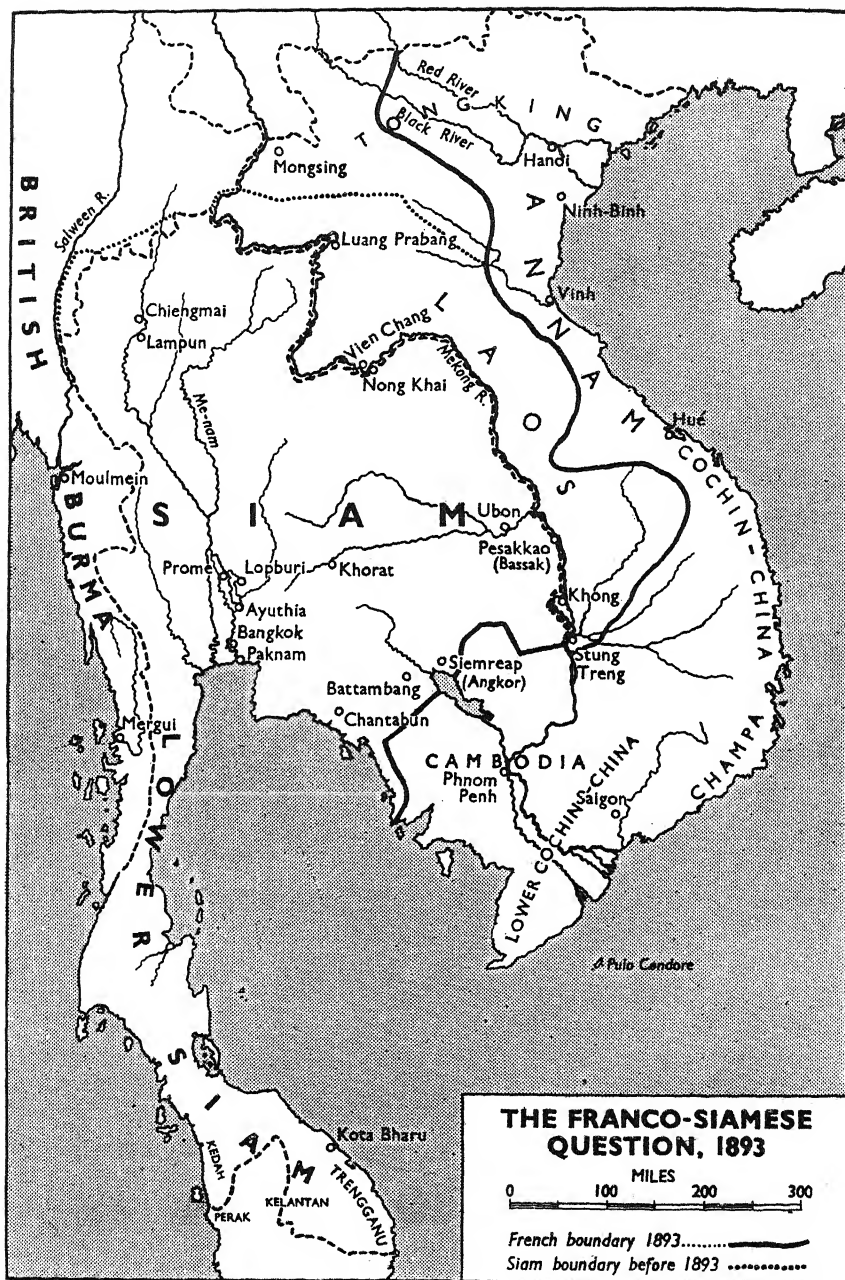 Red River
T O N G K I N G
Black River
Hanoi
Mongsing
Ninh-Binh
BRITISH
Salween R.
Luang Prabang
ANNAM
Vinh
Chiengmai
Lampun
Vien Chang
LAOS
Nong Khai
Mekong R.
Me-nam
Hué
COCHIN-CHINA
Moulmein
BURMA
SIAM
Ubon
Pesakkao
(Bassak)
Prome
Lopburi
Khorat
Ayuthia
Khong
Bangkok
Paknam
Stung
Treng
Siemreap
(Angkor)
Battambang
Chantabun
Mergui
CAMBODIA
Phnom
Penh
Saigon
CHAMPA
LOWER COCHIN-CHINA
LOWER
SIAM
Pulo Condore
Kota Bharu
KEDAH
TRENGGANU
KELANTAN
PERAK
THE FRANCO-SIAMESE
QUESTION, 1893
MILES
0 100 200 300
French boundary 1893
Siam boundary before 1893